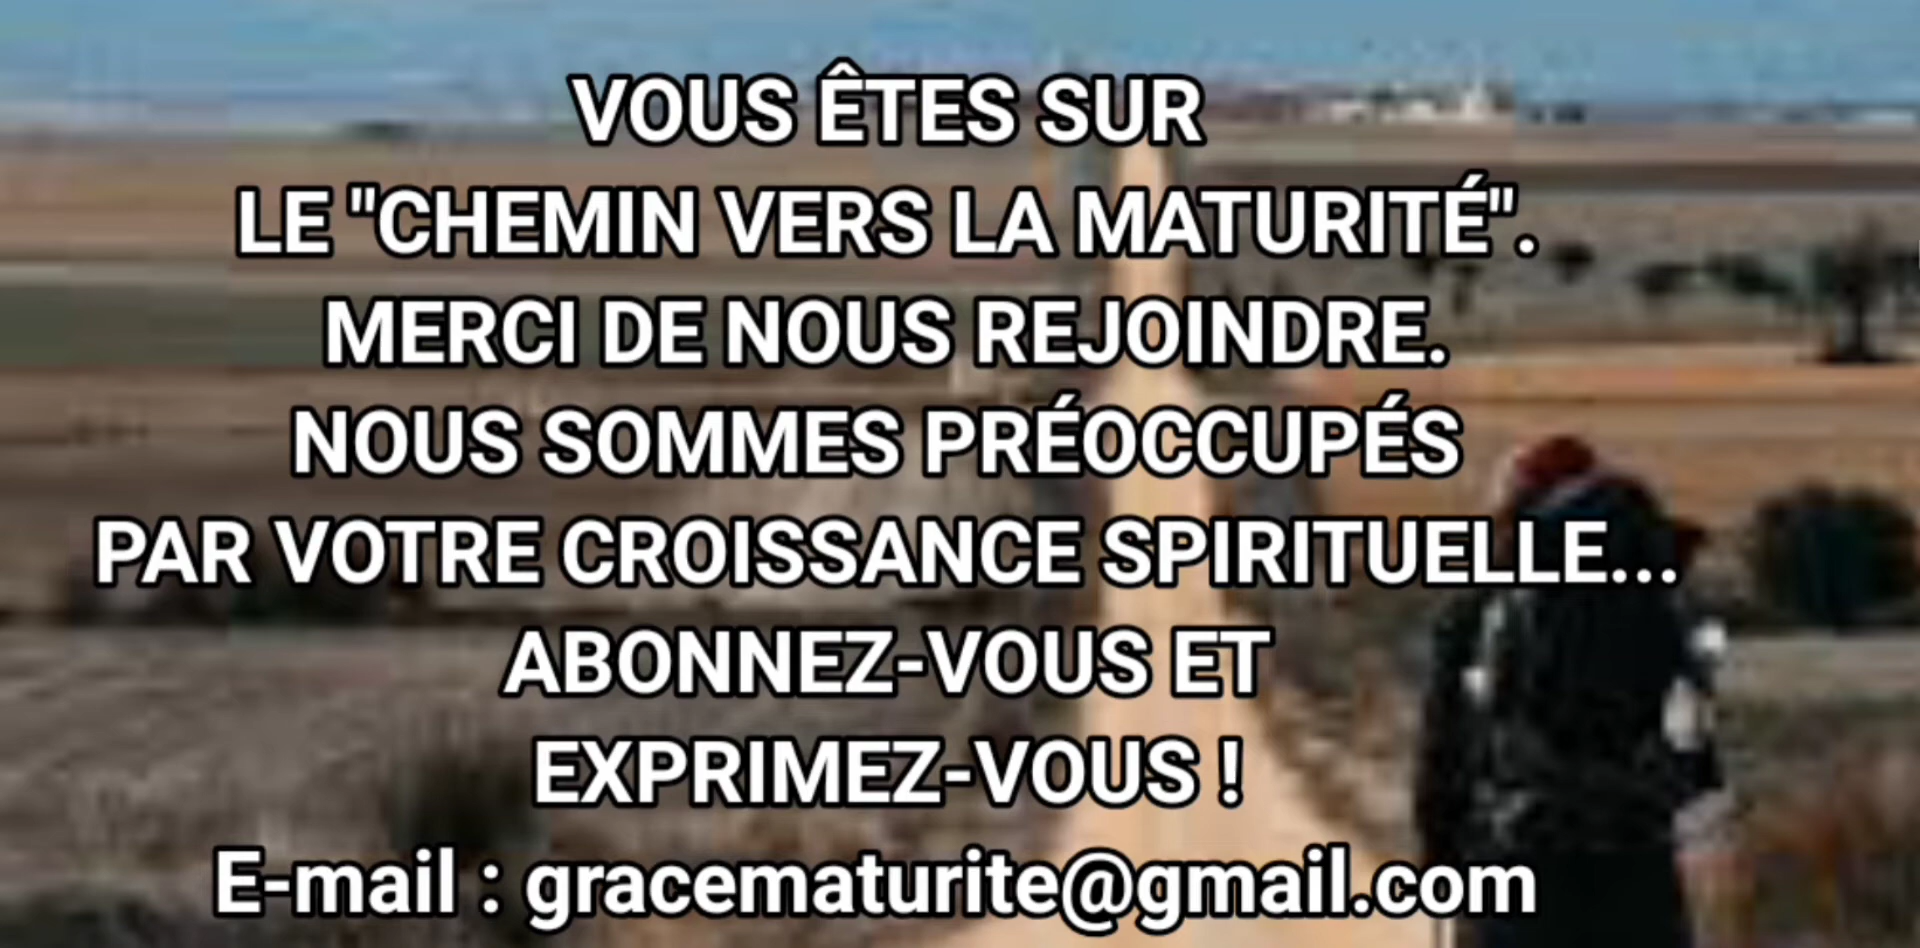 VOUS ÊTES SUR
LE "CHEMIN VERS LA MATURITÉ".
MERCI DE NOUS REJOINDRE.
NOUS SOMMES PRÉOCCUPÉS
PAR VOTRE CROISSANCE SPIRITUELLE...
ABONNEZ-VOUS ET
EXPRIMEZ-VOUS !
E-mail : gracematurite@gmail.com